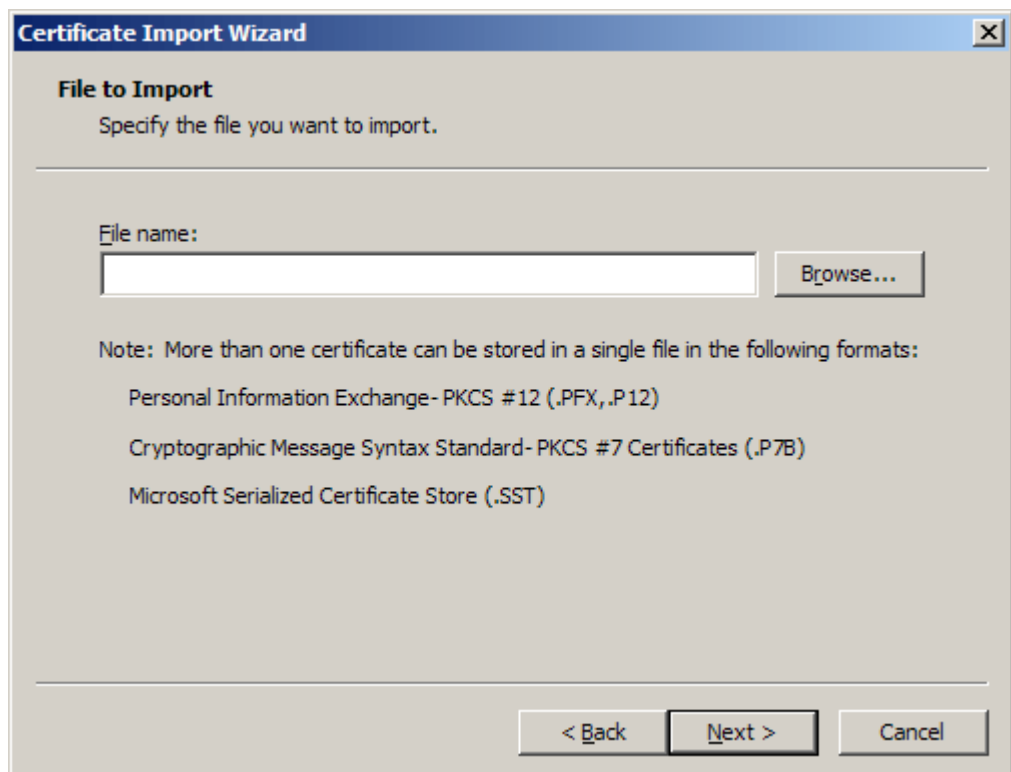 Certificate Import Wizard
File to Import
Specify the file you want to import.
File name:
Browse...
Note: More than one certificate can be stored in a single file in the following formats:
Personal Information Exchange- PKCS #12 (.PFX,.P12)
Cryptographic Message Syntax Standard- PKCS #7 Certificates (.P7B)
Microsoft Serialized Certificate Store (.SST)
< Back Next > Cancel